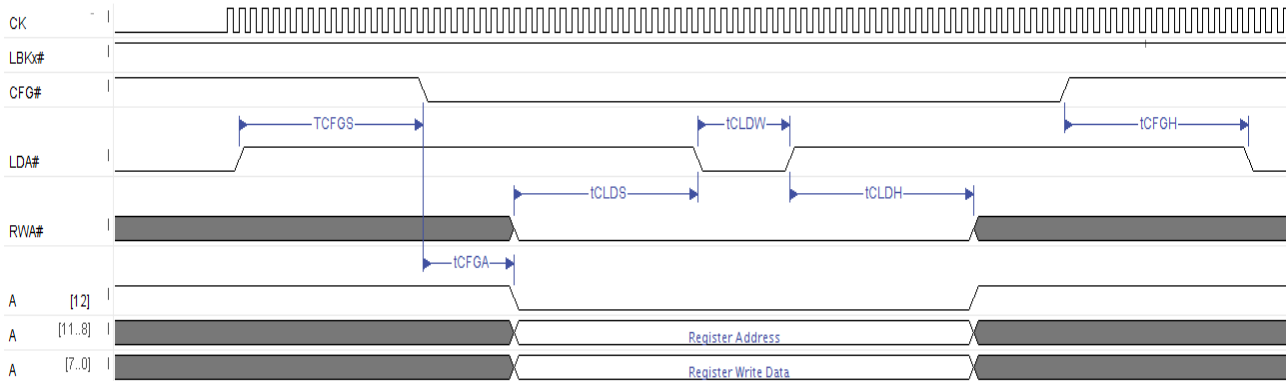 CK
LBKx#
CFG#
TCFGS tCLDW tCFGH
LDA#
tCLDS tCLDH
RWA#
tCFGA
A [12]
A [11..8] Register Address
A [7..0] Register Write Data